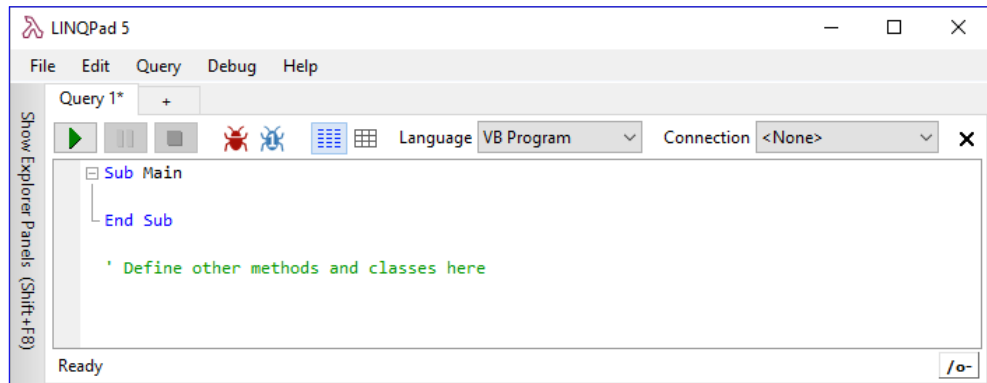 LINQPad 5
File Edit Query Debug Help
Query 1* +
Language VB Program Connection <None>
Show Explorer Panels (Shift+F8)
Sub Main
End Sub
' Define other methods and classes here
Ready /o-